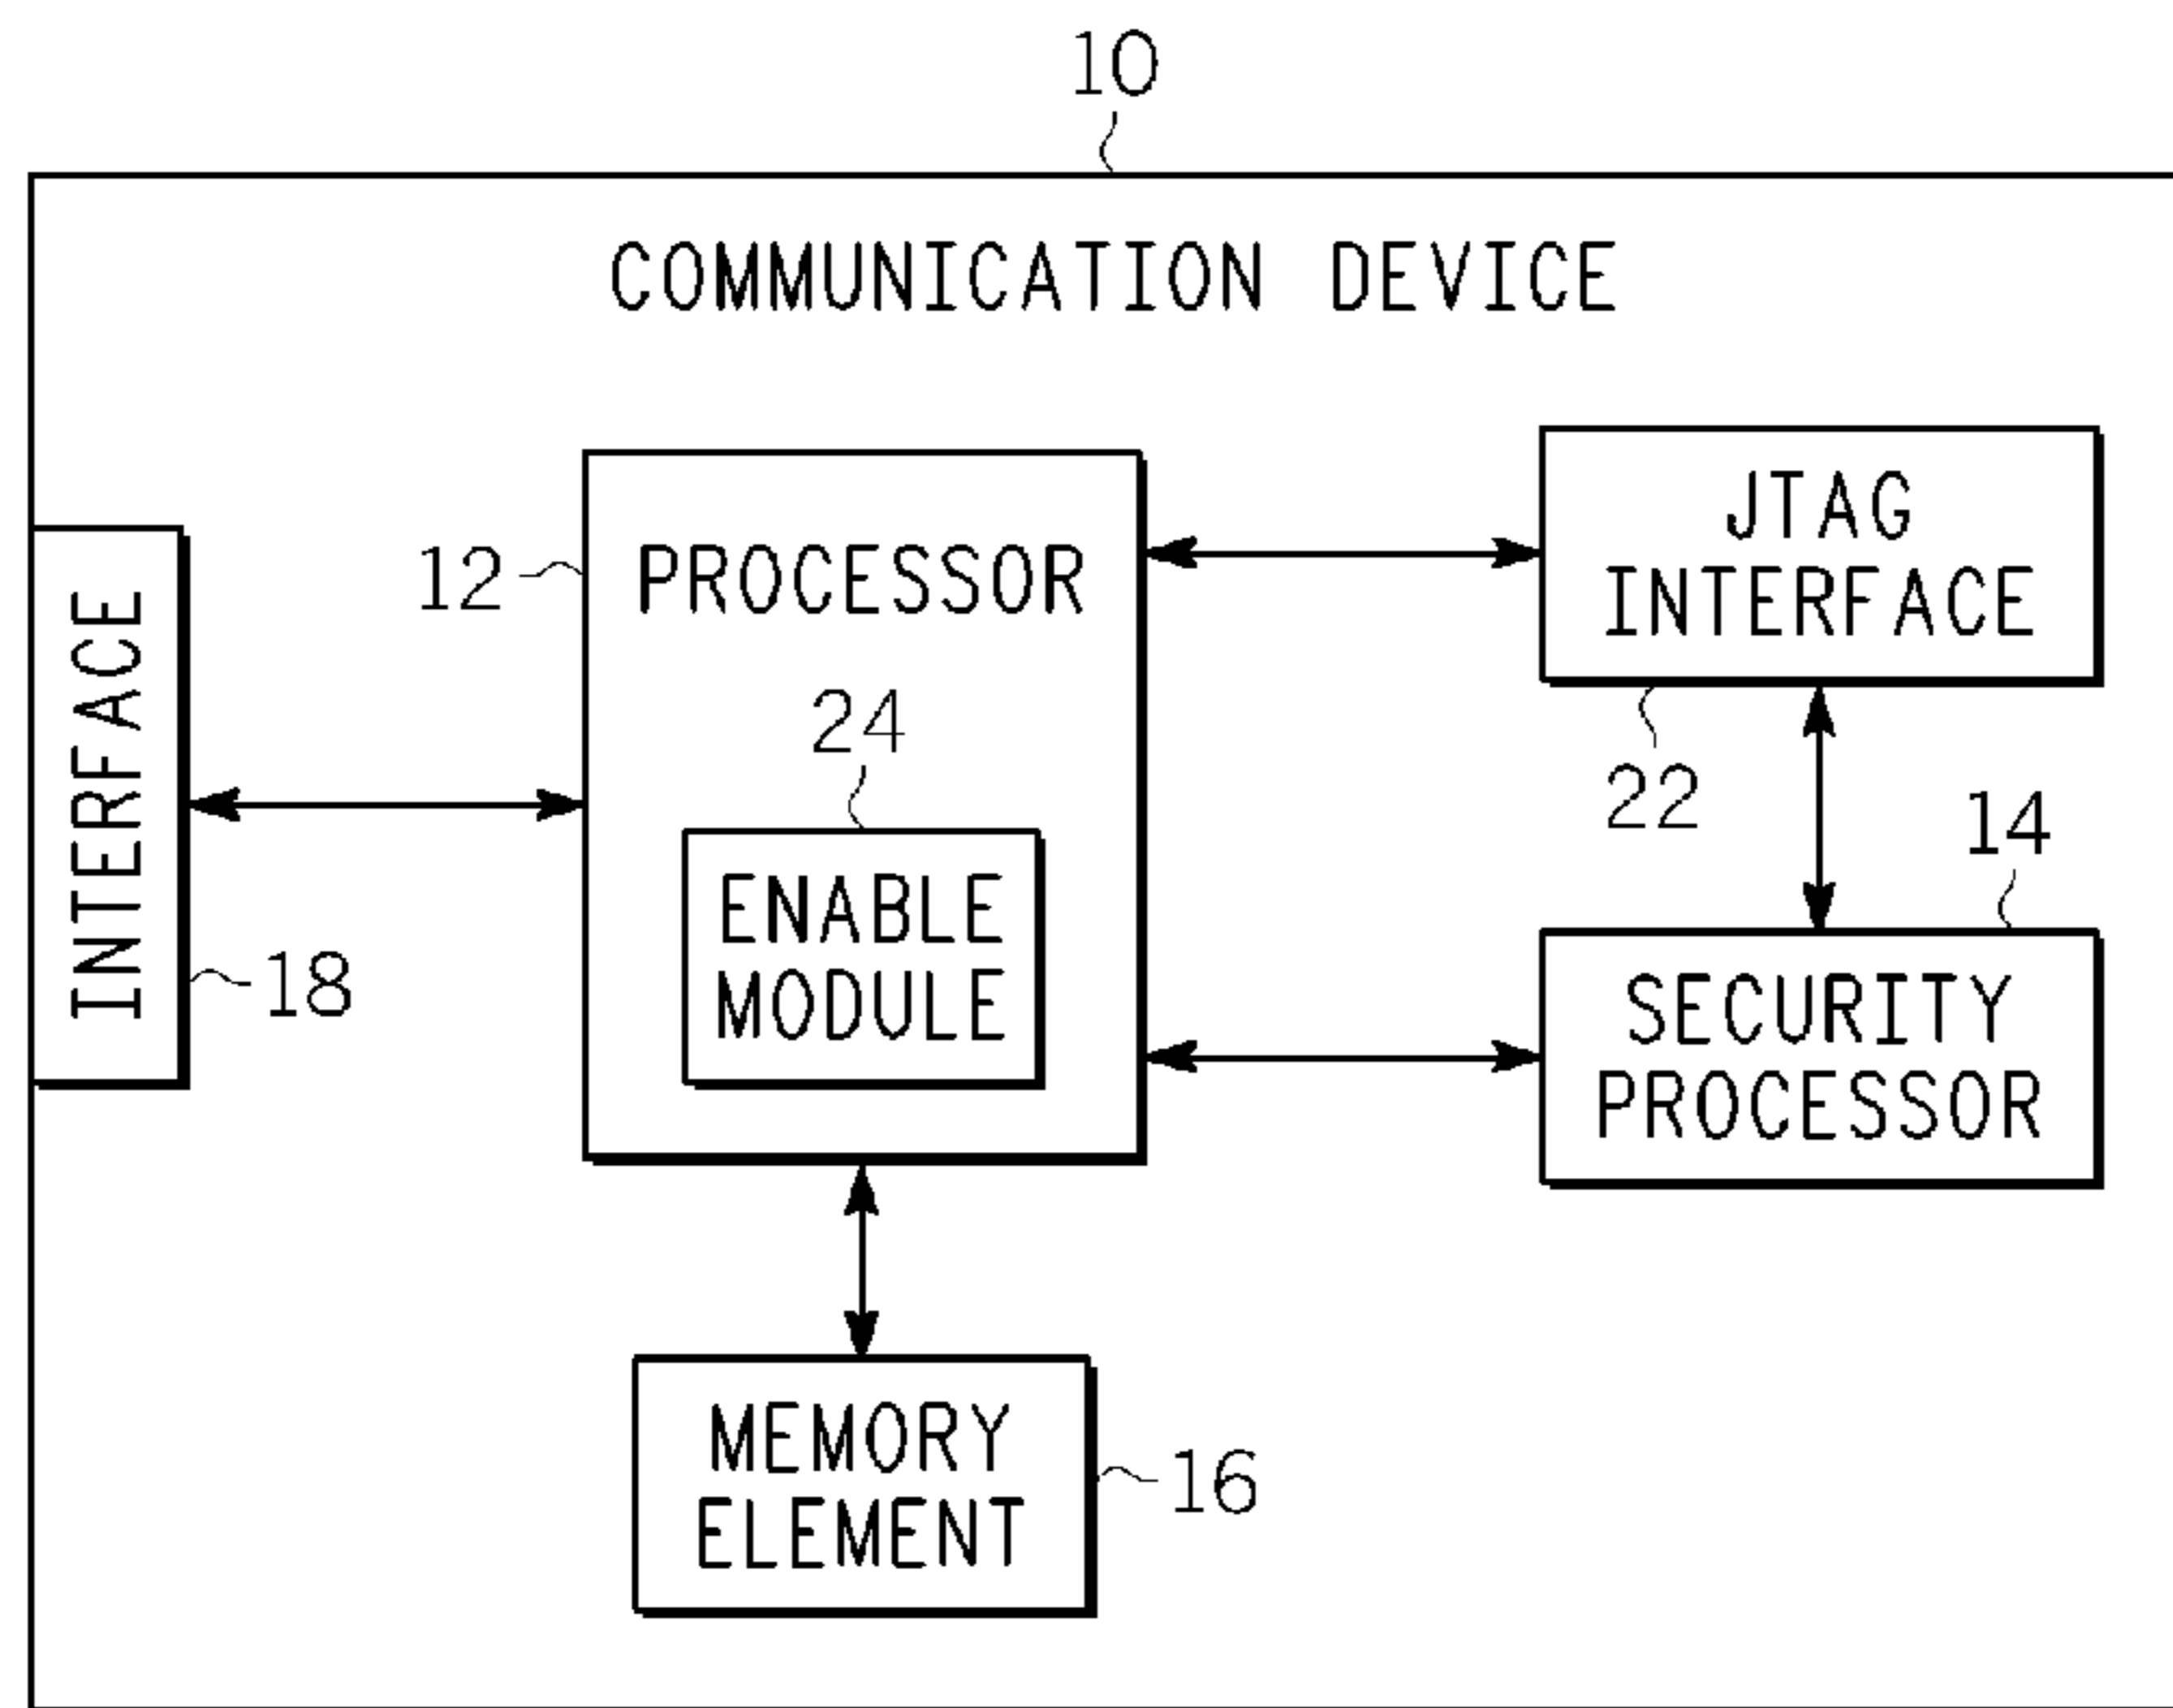 10
COMMUNICATION DEVICE
JTAG
INTERFACE
12
PROCESSOR
INTERFACE
24
22
14
ENABLE
MODULE
18
SECURITY
PROCESSOR
MEMORY
ELEMENT
16